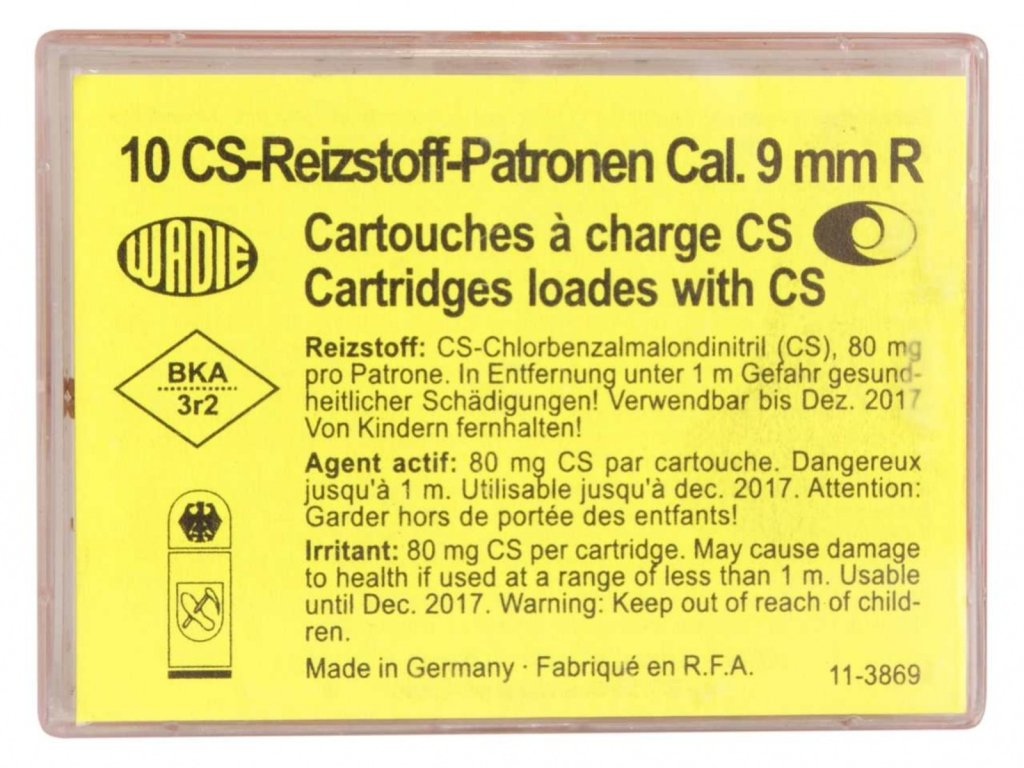 10 CS-Reizstoff-Patronen Cal. 9 mm R
WADIE
Cartouches à charge CS
Cartridges loades with CS
BKA
3r2
Reizstoff: CS-Chlorbenzalmalondinitril (CS), 80 mg
pro Patrone. In Entfernung unter 1 m Gefahr gesund-
heitlicher Schädigungen! Verwendbar bis Dez. 2017
Von Kindern fernhalten!
Agent actif: 80 mg CS par cartouche. Dangereux
jusqu'à 1 m. Utilisable jusqu'à dec. 2017. Attention:
Garder hors de portée des entfants!
Irritant: 80 mg CS per cartridge. May cause damage
to health if used at a range of less than 1 m. Usable
until Dec. 2017. Warning: Keep out of reach of child-
ren.
Made in Germany · Fabriqué en R.F.A.
11-3869